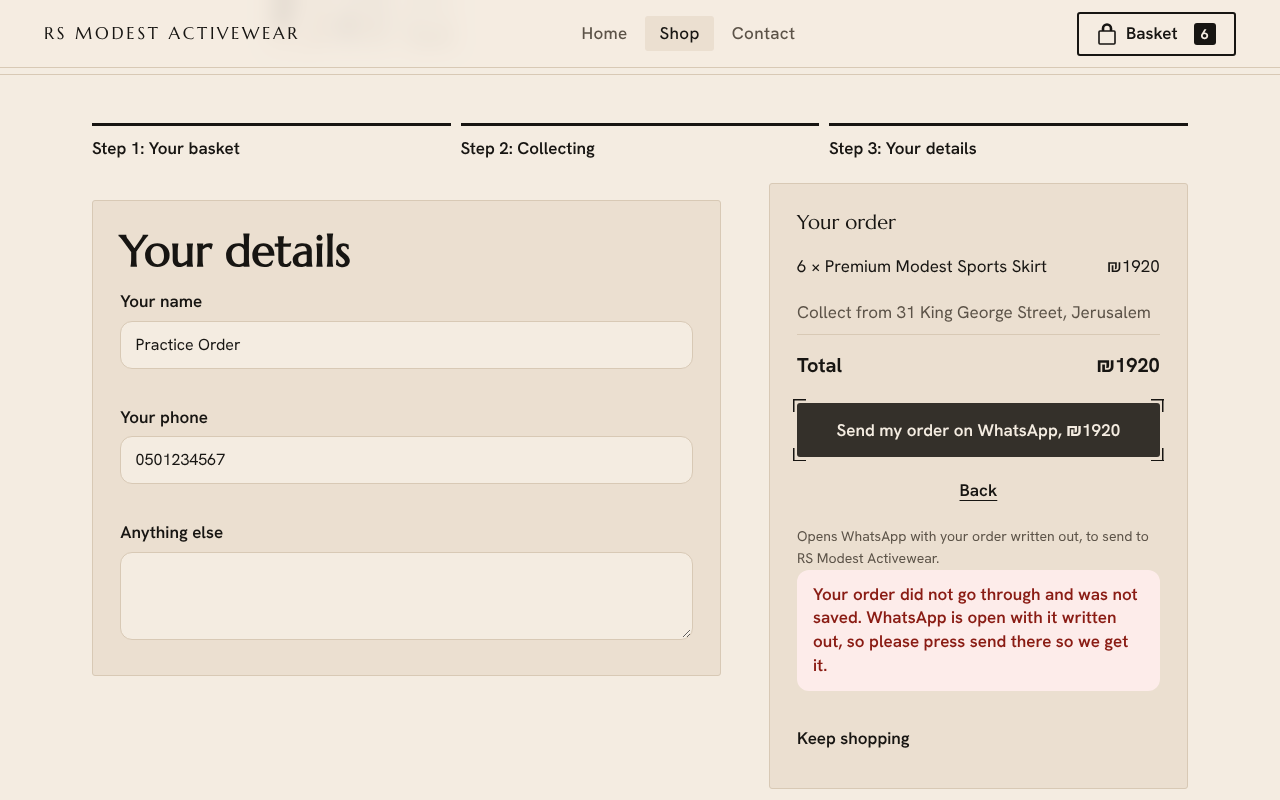 RS MODEST ACTIVEWEAR
Home
Shop
Contact
Basket
6
Step 1: Your basket
Step 2: Collecting
Step 3: Your details
Your details
Your name
Practice Order
Your phone
0501234567
Anything else
Your order
6 × Premium Modest Sports Skirt
₪1920
Collect from 31 King George Street, Jerusalem
Total
₪1920
Send my order on WhatsApp, ₪1920
Back
Opens WhatsApp with your order written out, to send to
RS Modest Activewear.
Your order did not go through and was not
saved. WhatsApp is open with it written
out, so please press send there so we get
it.
Keep shopping